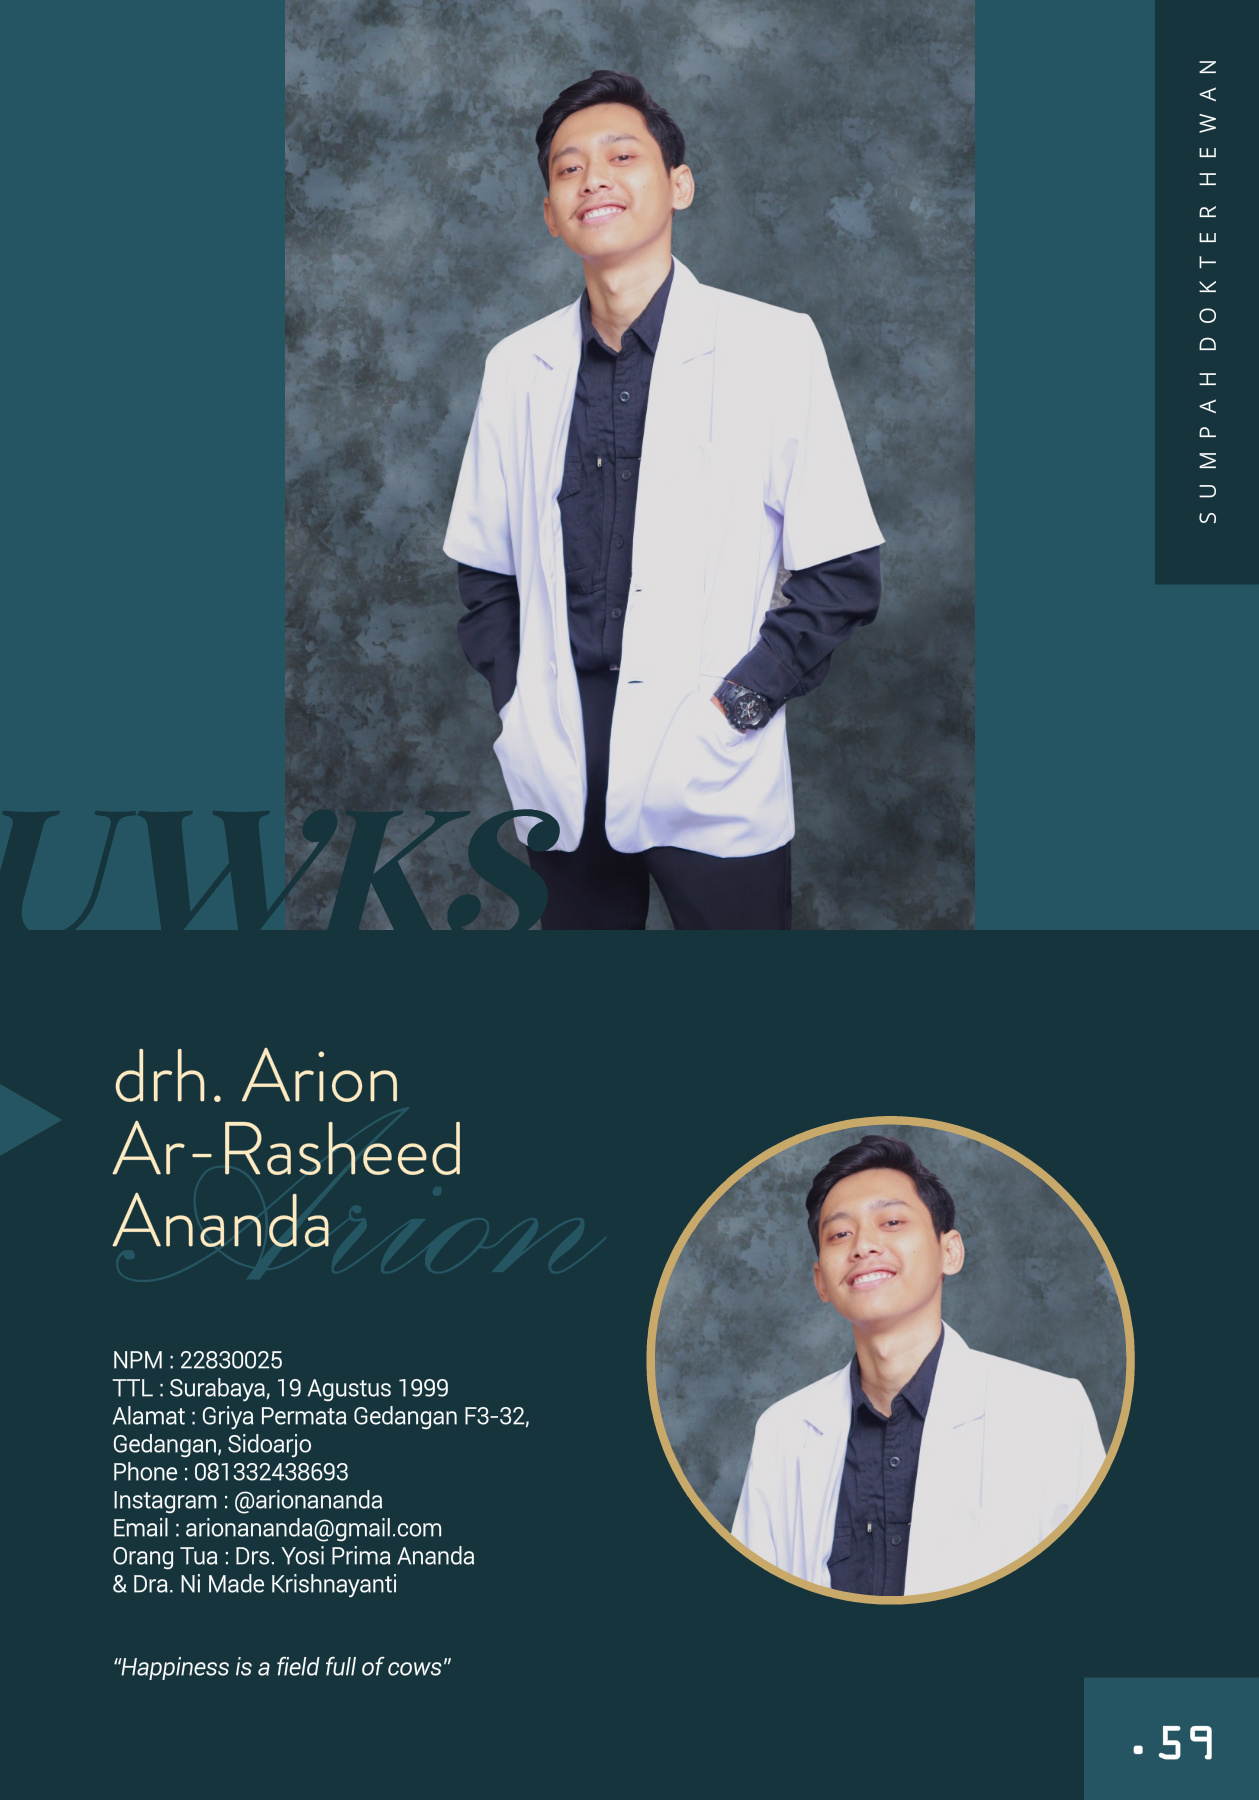 SUMPAH DOKTER HEWAN
UWKS
drh. Arion
Ar-Rasheed
Ananda
Arion
NPM : 22830025
TTL : Surabaya, 19 Agustus 1999
Alamat : Griya Permata Gedangan F3-32,
Gedangan, Sidoarjo
Phone : 081332438693
Instagram : @arionananda
Email : arionananda@gmail.com
Orang Tua : Drs. Yosi Prima Ananda
& Dra. Ni Made Krishnayanti
“Happiness is a field full of cows”
. 59